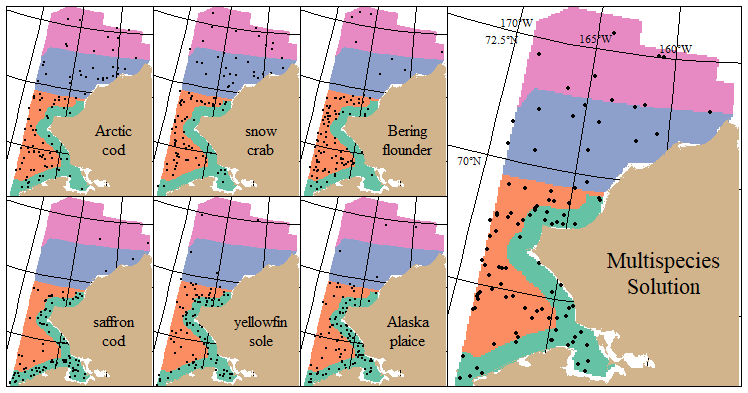 Arctic
cod
snow
crab
Bering
flounder
saffron
cod
yellowfin
sole
Alaska
plaice
170°W
72.5°N
165°W
160°W
70°N
Multispecies
Solution